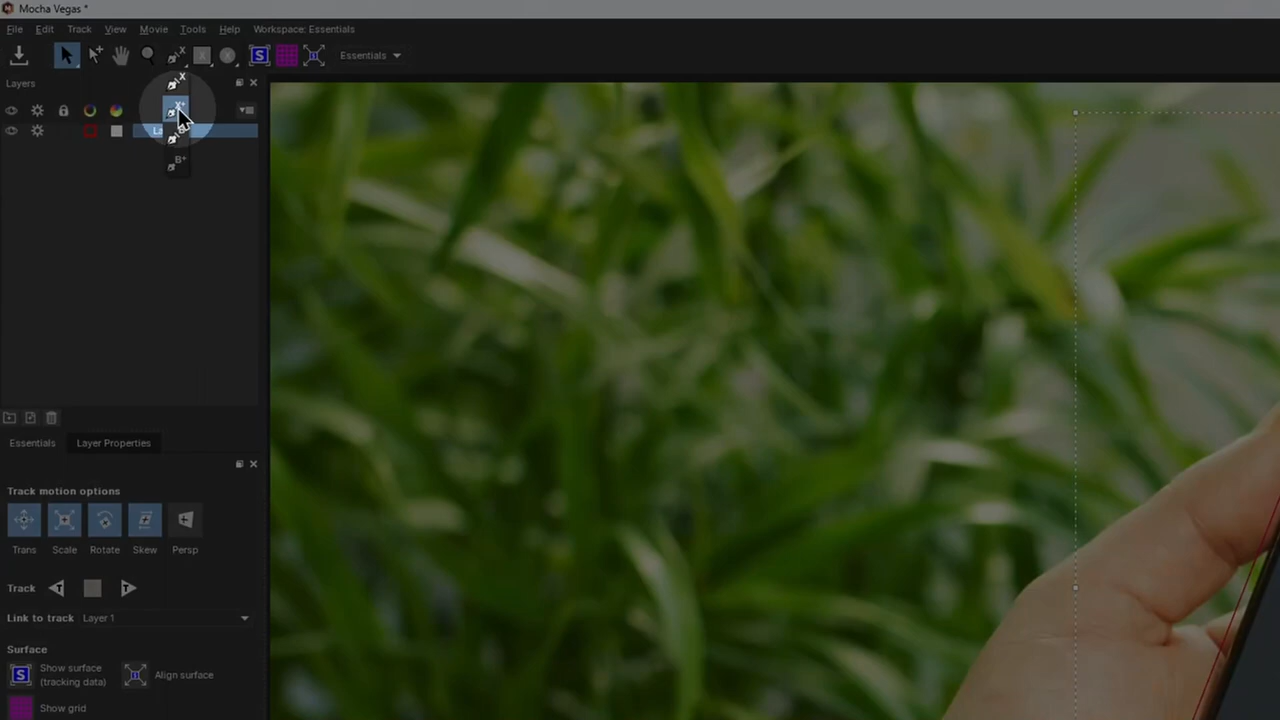 Mocha Vegas *
File Edit Track View Movie Tools Help Workspace: Essentials
Essentials
Layers
La
Essentials Layer Properties
Track motion options
Trans Scale Rotate Skew Persp
Track
Link to track Layer 1
Surface
Show surface
(tracking data)
Align surface
Show grid